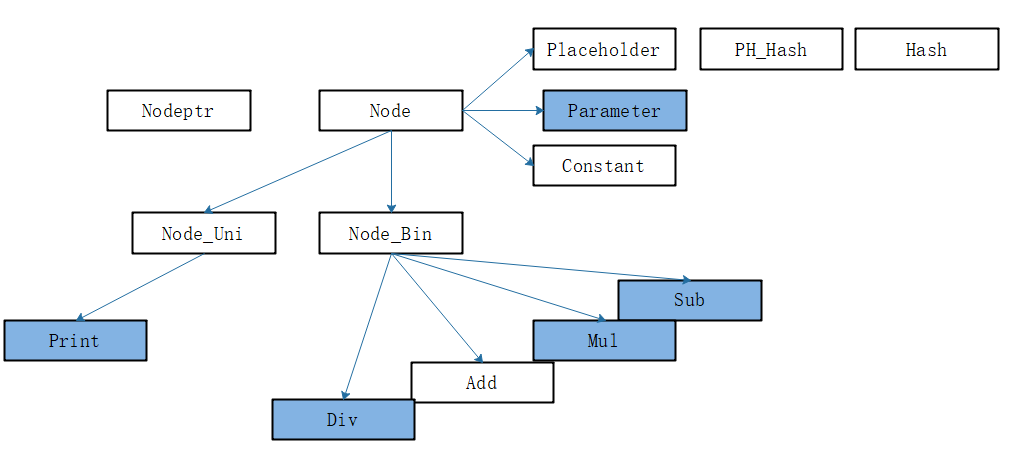 Placeholder
PH_Hash
Hash
Nodeptr
Node
Parameter
Constant
Node_Uni
Node_Bin
Sub
Print
Mul
Add
Div